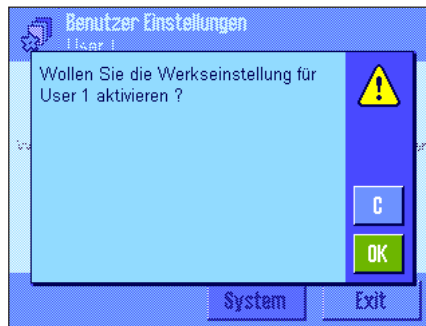 Benutzer Einstellungen
User 1
Wollen Sie die Werkseinstellung für
User 1 aktivieren ?
C
OK
System
Exit